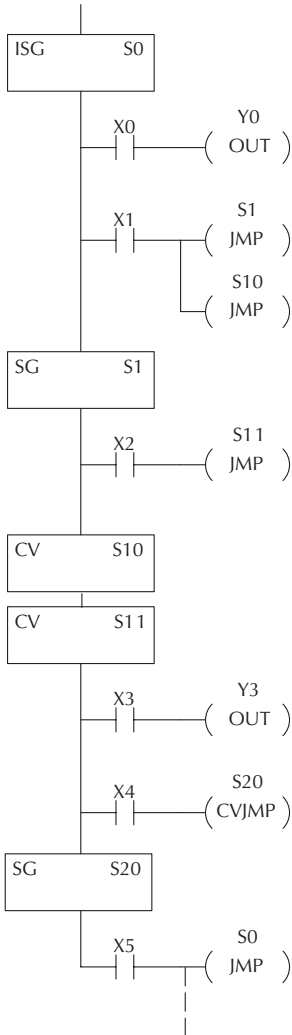 ISG S0
Y0
X0
OUT
S1
X1
JMP
S10
JMP
SG S1
S11
X2
JMP
CV S10
CV S11
Y3
X3
OUT
S20
X4
CVJMP
SG S20
S0
X5
JMP